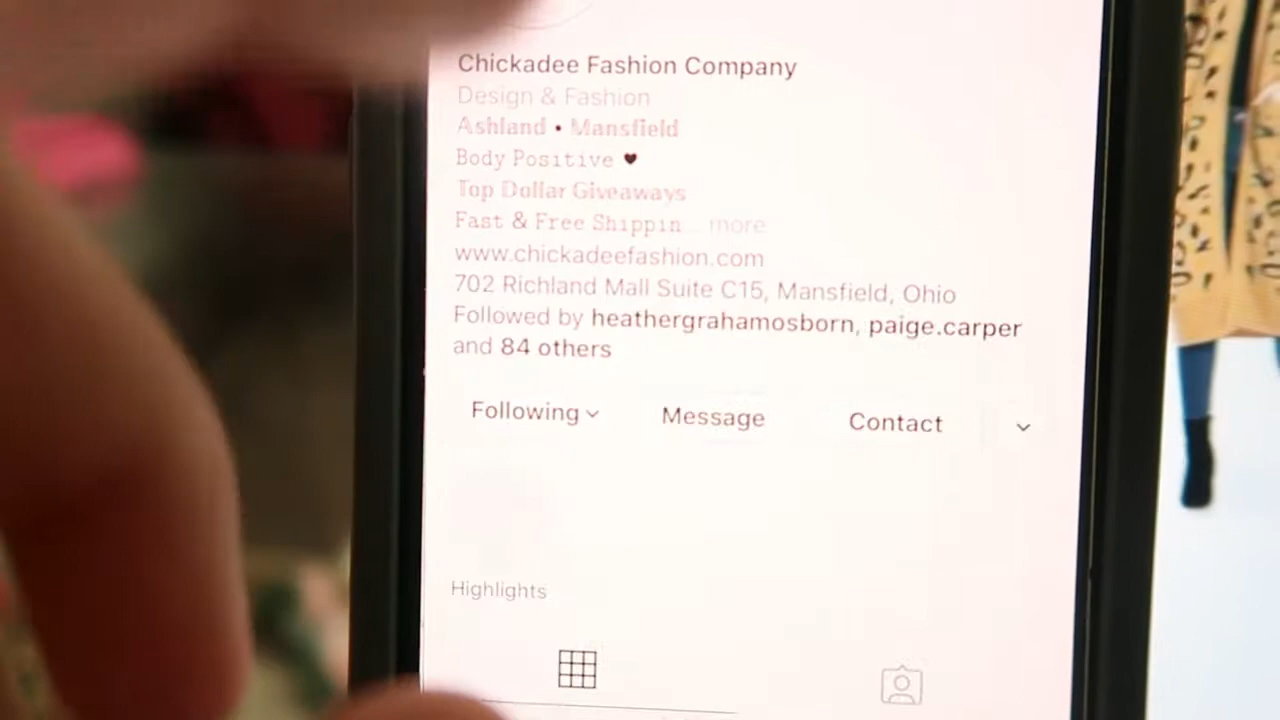 Chickadee Fashion Company
Design & Fashion
Ashland • Mansfield
Body Positive ♥
Top Dollar Giveaways
Fast & Free Shippin... more
www.chickadeefashion.com
702 Richland Mall Suite C15, Mansfield, Ohio
Followed by heathergrahamosborn, paige.carper
and 84 others
Following Message Contact
Highlights